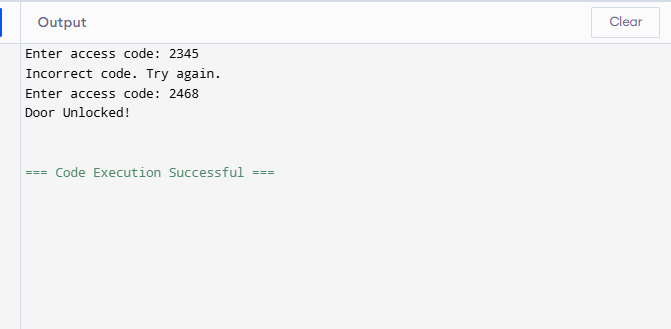 Output
Clear
Enter access code: 2345
Incorrect code. Try again.
Enter access code: 2468
Door Unlocked!
=== Code Execution Successful ===